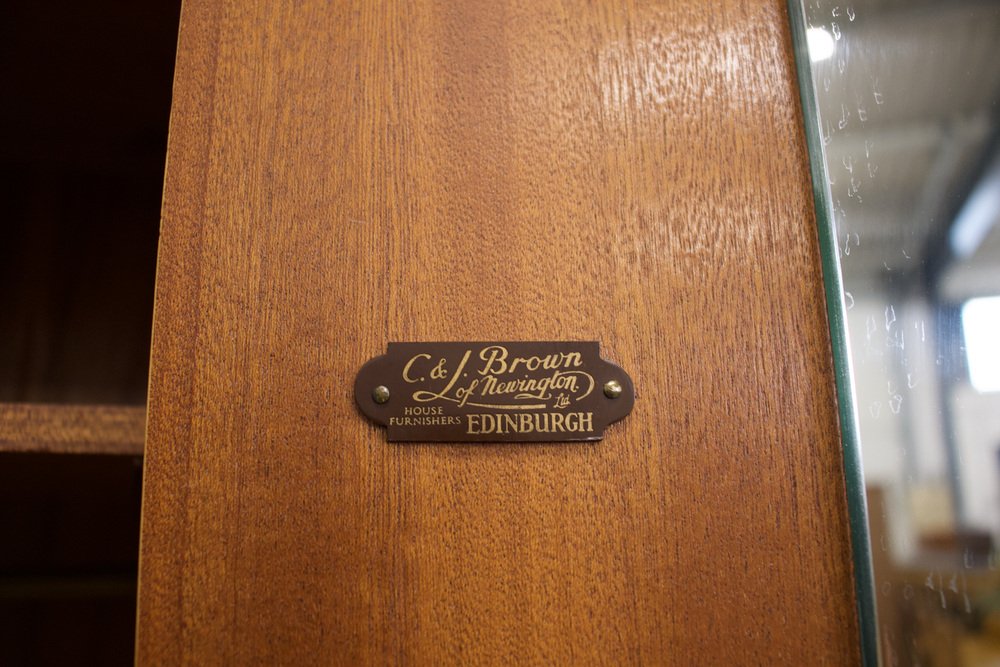 C. & J. Brown
of Newington.
Ltd.
HOUSE
FURNISHERS EDINBURGH